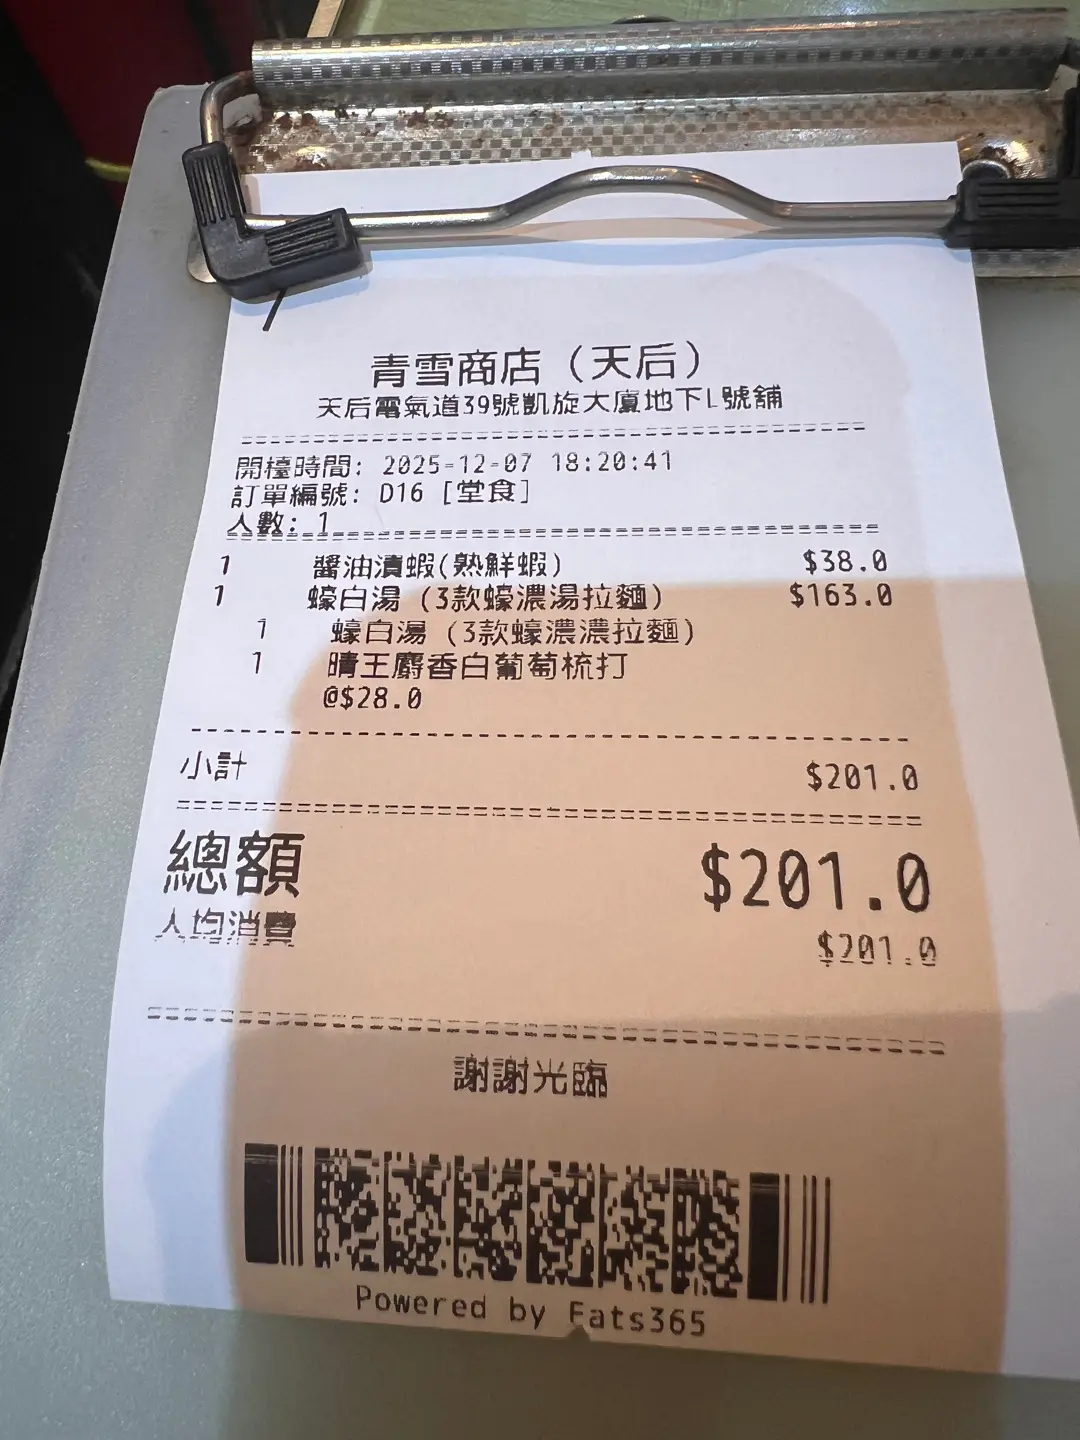 青雪商店（天后）
天后電氣道39號凱旋大廈地下L號舖
開檯時間: 2025-12-07 18:20:41
訂單編號: D16 [堂食]
人數: 1
1 醬油漬蝦(熟鮮蝦) $38.0
1 蠔白湯 (3款蠔濃湯拉麵) $163.0
1 蠔白湯 (3款蠔濃濃拉麵)
1 晴王麝香白葡萄梳打
@$28.0
小計 $201.0
總額 $201.0
人均消費 $201.0
謝謝光臨
Powered by Eats365